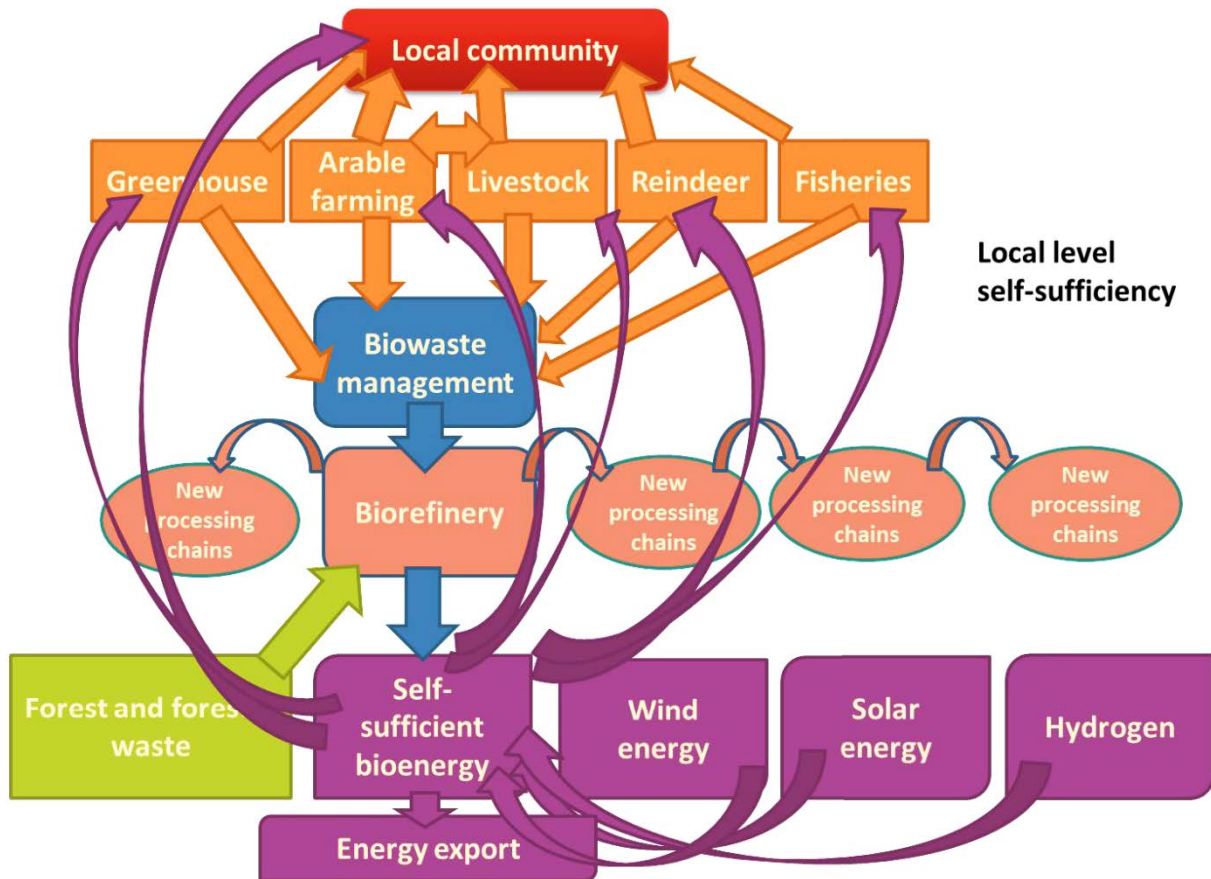 Local community
Greenhouse
Arable
farming
Livestock
Reindeer
Fisheries
Local level
self-sufficiency
Biowaste
management
New
processing
chains
Biorefinery
New
processing
chains
New
processing
chains
New
processing
chains
Forest and forest
waste
Self-
sufficient
bioenergy
Wind
energy
Solar
energy
Hydrogen
Energy export